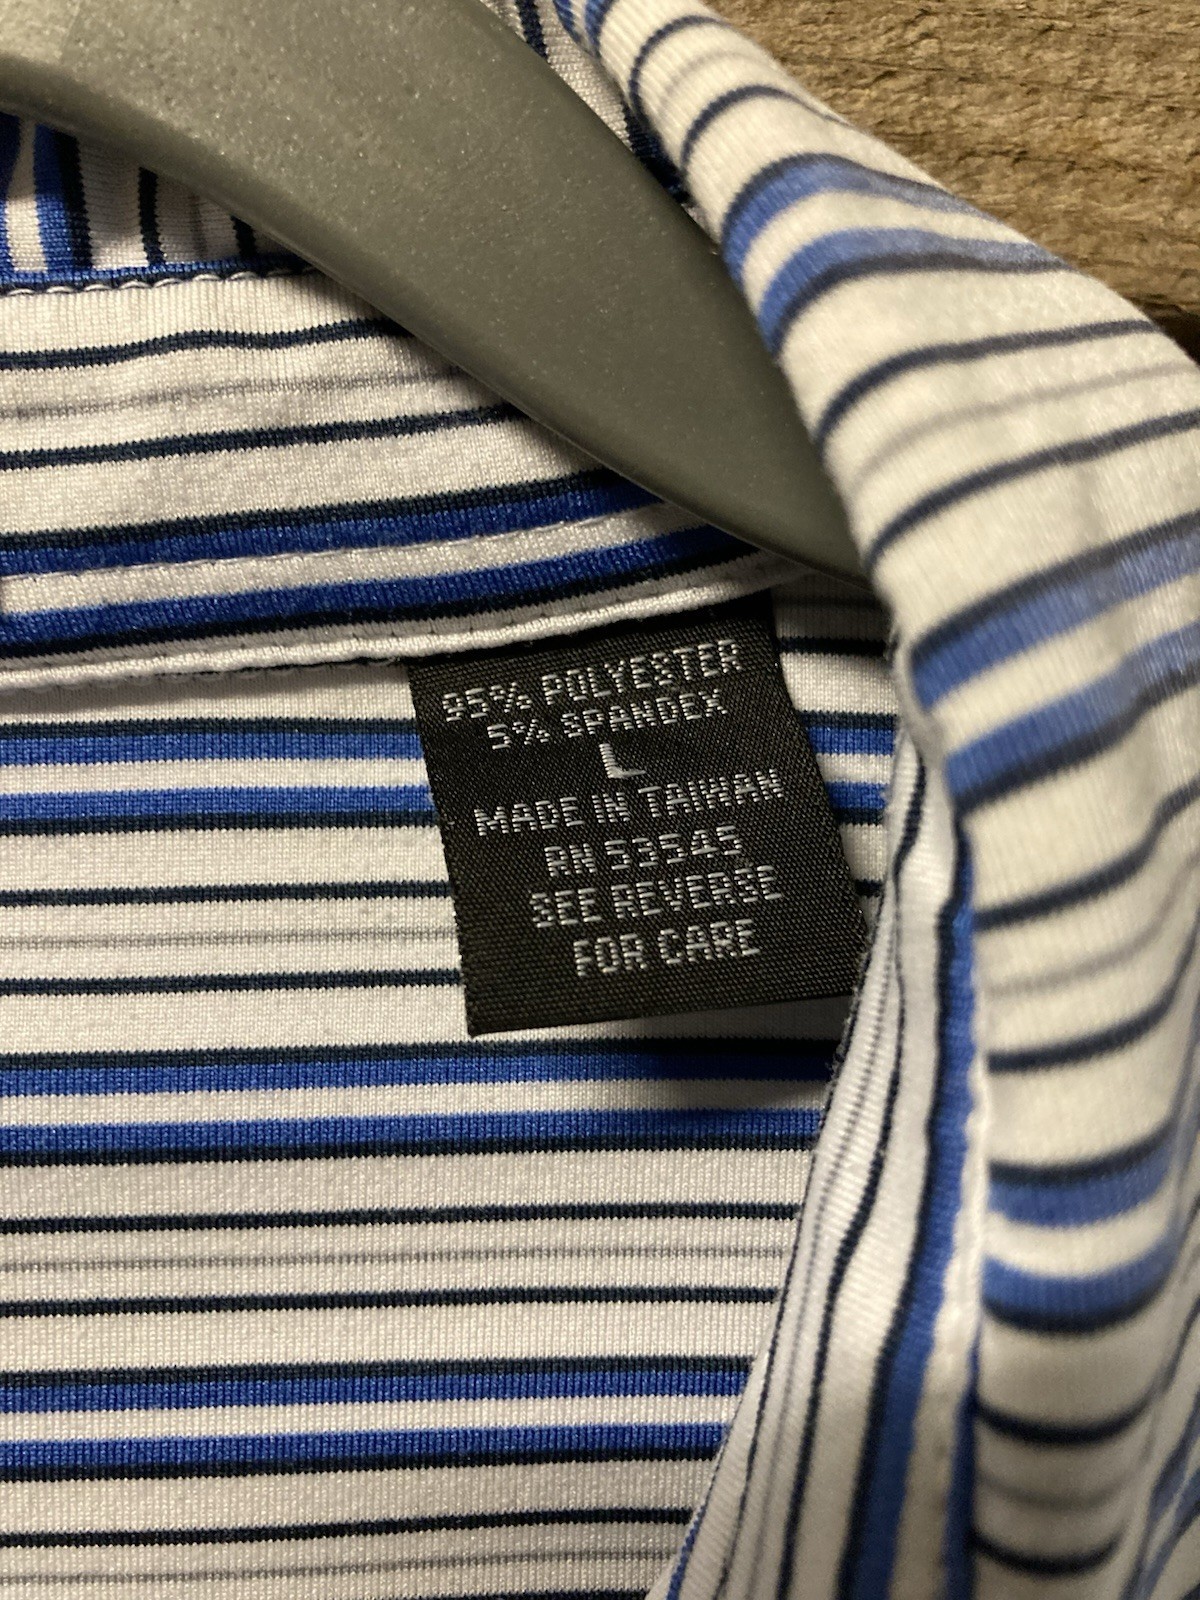 95% POLYESTER
5% SPANDEX
L
MADE IN TAIWAN
RN 53545
SEE REVERSE
FOR CARE